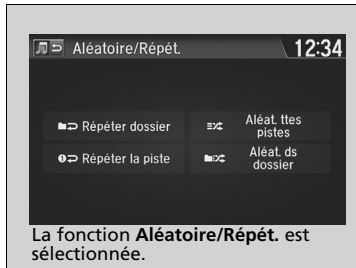 Aléatoire/Répét.
12:34
Répéter dossier
Aléat. ttes
pistes
Répéter la piste
Aléat. ds
dossier
La fonction Aléatoire/Répét. est
sélectionnée.